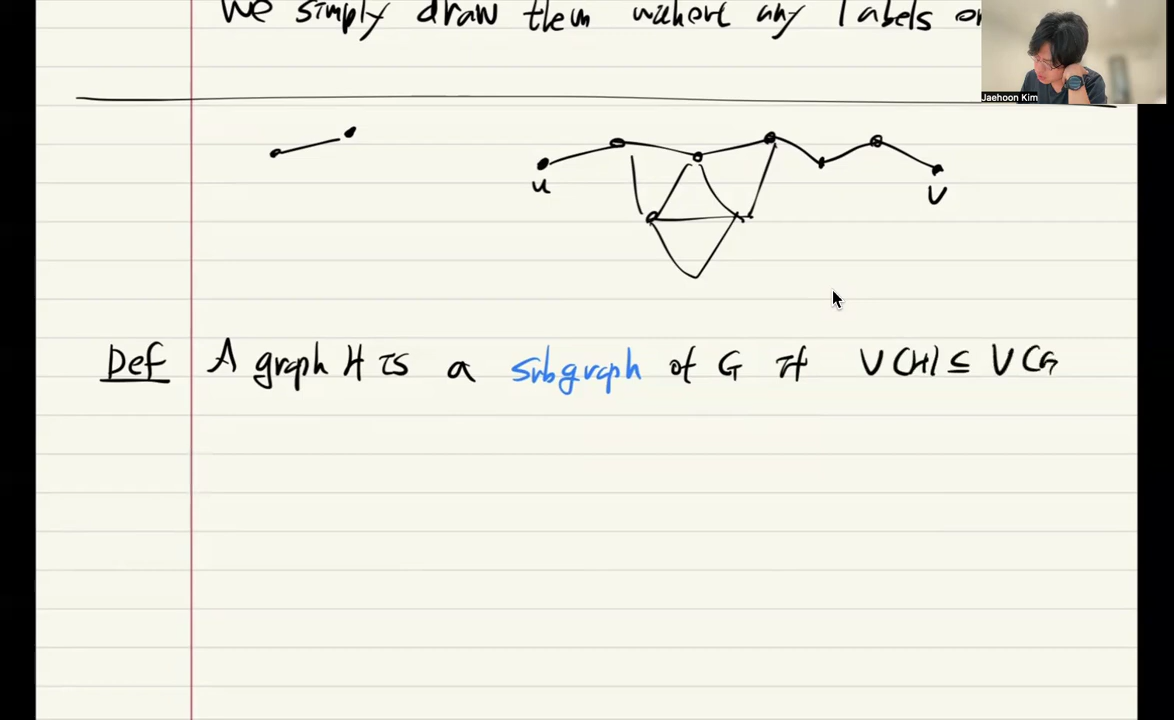 We simply draw them without any labels or
Jaehoon Kim
u
v
Def A graph H is a subgraph of G if V(H) ⊆ V(G